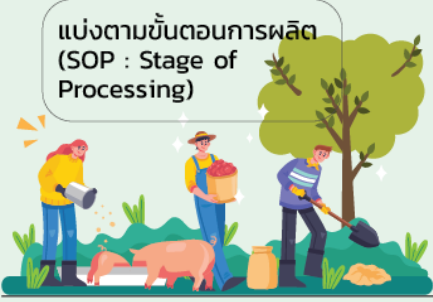 แบ่งตามขั้นตอนการผลิต
(SOP : Stage of
Processing)